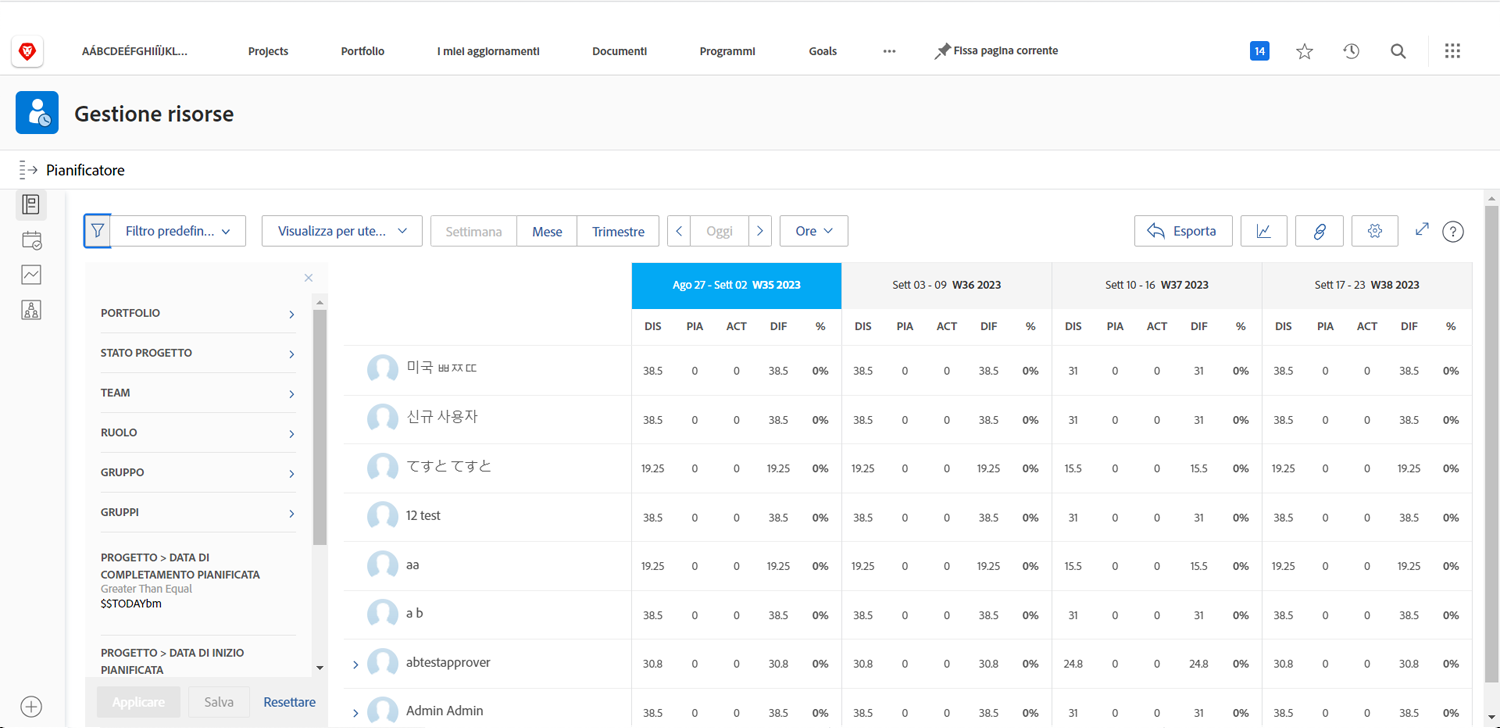 AÁBCDEÉFGHIÍÏJKL...
Projects
Portfolio
I miei aggiornamenti
Documenti
Programmi
Goals
Fissa pagina corrente
14
Gestione risorse
Pianificatore
Filtro predefin...
Visualizza per ute...
Settimana
Mese
Trimestre
Oggi
Ore
Esporta
Ago 27 - Sett 02 W35 2023
Sett 03 - 09 W36 2023
Sett 10 - 16 W37 2023
Sett 17 - 23 W38 2023
DIS PIA ACT DIF % DIS PIA ACT DIF % DIS PIA ACT DIF % DIS PIA ACT DIF %
PORTFOLIO
STATO PROGETTO
TEAM
RUOLO
GRUPPO
GRUPPI
PROGETTO > DATA DI
COMPLETAMENTO PIANIFICATA
Greater Than Equal
$$TODAYbm
PROGETTO > DATA DI INIZIO
PIANIFICATA
Applicare
Salva
Resettare
미국 ㅃㅉㄸ 38.5 0 0 38.5 0% 38.5 0 0 38.5 0% 31 0 0 31 0% 38.5 0 0 38.5 0%
신규 사용자 38.5 0 0 38.5 0% 38.5 0 0 38.5 0% 31 0 0 31 0% 38.5 0 0 38.5 0%
てすと てすと 19.25 0 0 19.25 0% 19.25 0 0 19.25 0% 15.5 0 0 15.5 0% 19.25 0 0 19.25 0%
12 test 38.5 0 0 38.5 0% 38.5 0 0 38.5 0% 31 0 0 31 0% 38.5 0 0 38.5 0%
aa 19.25 0 0 19.25 0% 19.25 0 0 19.25 0% 15.5 0 0 15.5 0% 19.25 0 0 19.25 0%
a b 38.5 0 0 38.5 0% 38.5 0 0 38.5 0% 31 0 0 31 0% 38.5 0 0 38.5 0%
abtestapprover 30.8 0 0 30.8 0% 30.8 0 0 30.8 0% 24.8 0 0 24.8 0% 30.8 0 0 30.8 0%
Admin Admin 38.5 0 0 38.5 0% 38.5 0 0 38.5 0% 31 0 0 31 0% 38.5 0 0 38.5 0%